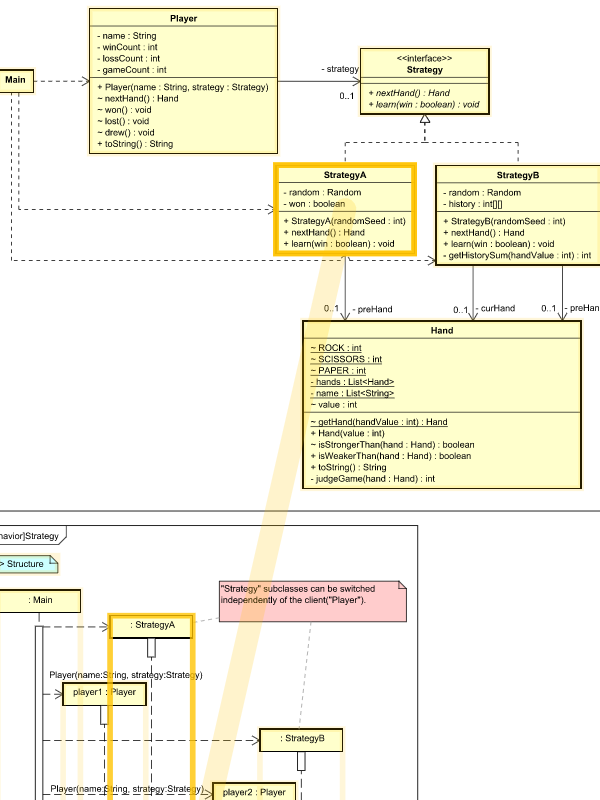 Player
- name : String
- winCount : int
- lossCount : int
- gameCount : int
+ Player(name : String, strategy : Strategy)
~ nextHand() : Hand
~ won() : void
~ lost() : void
~ drew() : void
+ toString() : String
Main
- strategy
0..1
<<interface>>
Strategy
+ nextHand() : Hand
+ learn(win : boolean) : void
StrategyA
- random : Random
- won : boolean
+ StrategyA(randomSeed : int)
+ nextHand() : Hand
+ learn(win : boolean) : void
StrategyB
- random : Random
- history : int[][]
+ StrategyB(randomSeed : int)
+ nextHand() : Hand
+ learn(win : boolean) : void
- getHistorySum(handValue : int) : int
0..1 - preHand
0..1 - curHand
0..1 - preHan
Hand
~ ROCK : int
~ SCISSORS : int
~ PAPER : int
- hands : List<Hand>
- name : List<String>
~ value : int
~ getHand(handValue : int) : Hand
+ Hand(value : int)
~ isStrongerThan(hand : Hand) : boolean
+ isWeakerThan(hand : Hand) : boolean
+ toString() : String
- judgeGame(hand : Hand) : int
navior]Strategy
> Structure
: Main
: StrategyA
"Strategy" subclasses can be switched
independently of the client("Player").
Player(name:String, strategy:Strategy)
player1 : Player
: StrategyB
Player(name:String, strategy:Strategy)
player2 : Player